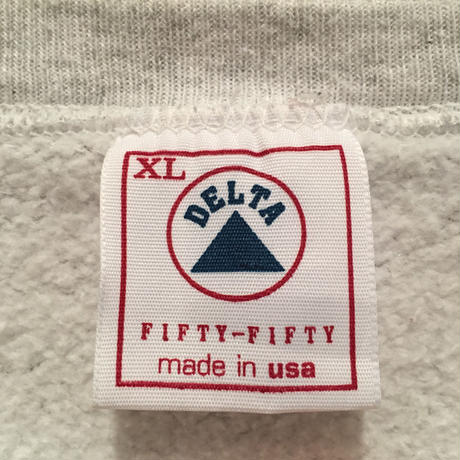 XL
DELTA
FIFTY-FIFTY
made in usa